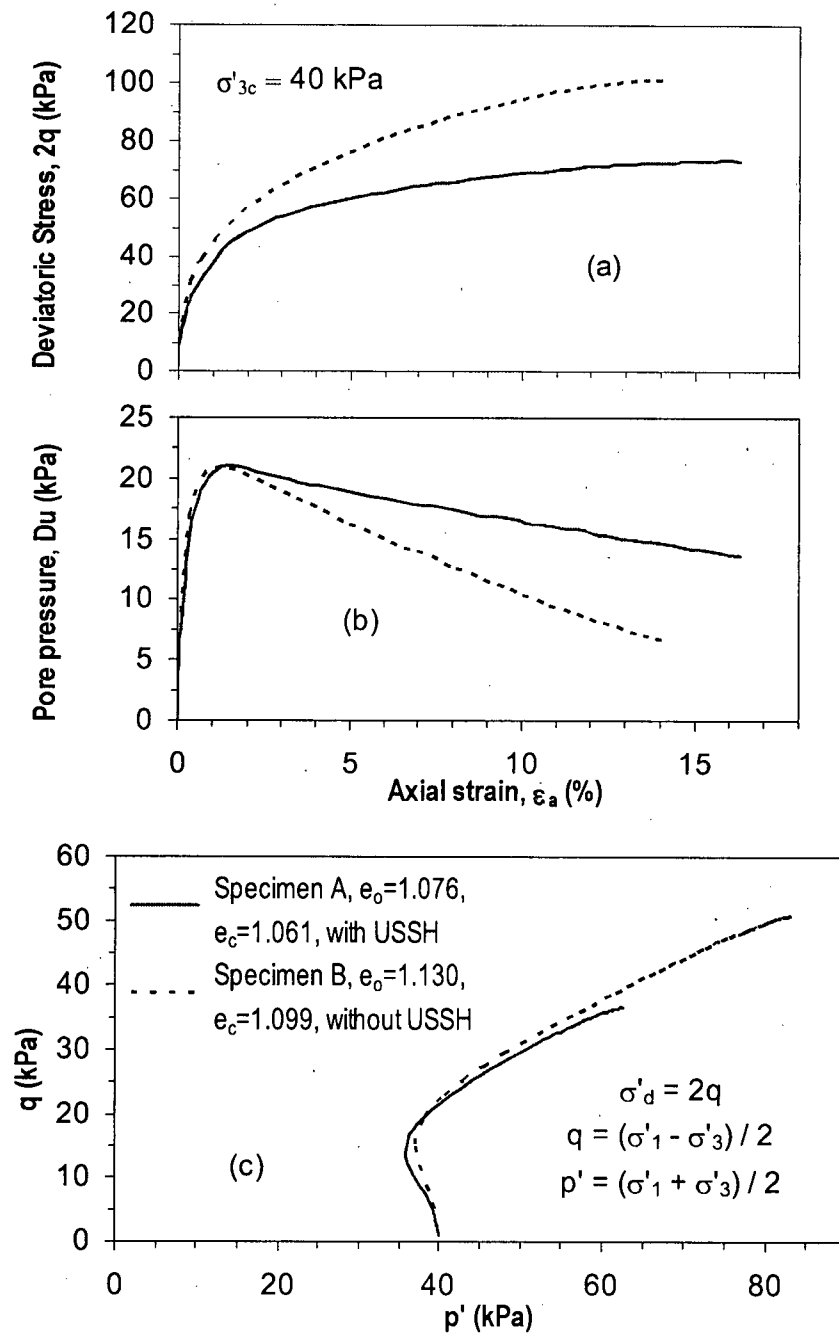 120
100
80
60
40
20
0
Deviatoric Stress, 2q (kPa)
σ'3c = 40 kPa
(a)
25
20
15
10
5
0
Pore pressure, Du (kPa)
(b)
0 5 10 15
Axial strain, εa (%)
60
50
40
30
20
10
0
q (kPa)
Specimen A, eo=1.076,
ec=1.061, with USSH
Specimen B, eo=1.130,
ec=1.099, without USSH
σ'd = 2q
q = (σ'1 - σ'3) / 2
p' = (σ'1 + σ'3) / 2
(c)
0 20 40 60 80
p' (kPa)